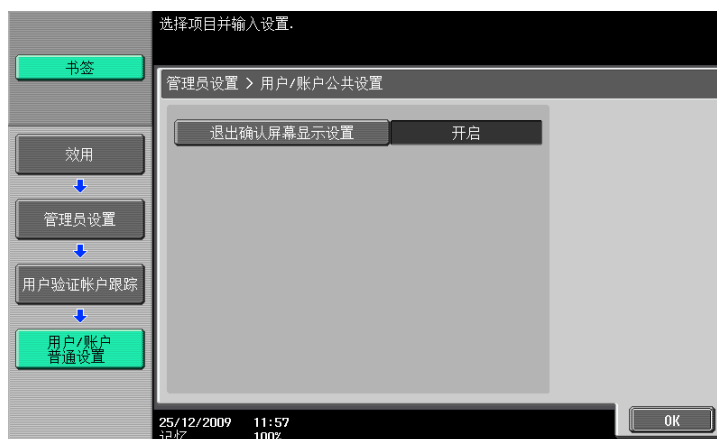 选择项目并输入设置.
书签
管理员设置 > 用户/账户公共设置
退出确认屏幕显示设置 开启
效用
管理员设置
用户验证帐户跟踪
用户/账户
普通设置
25/12/2009 11:57
记忆 100%
OK